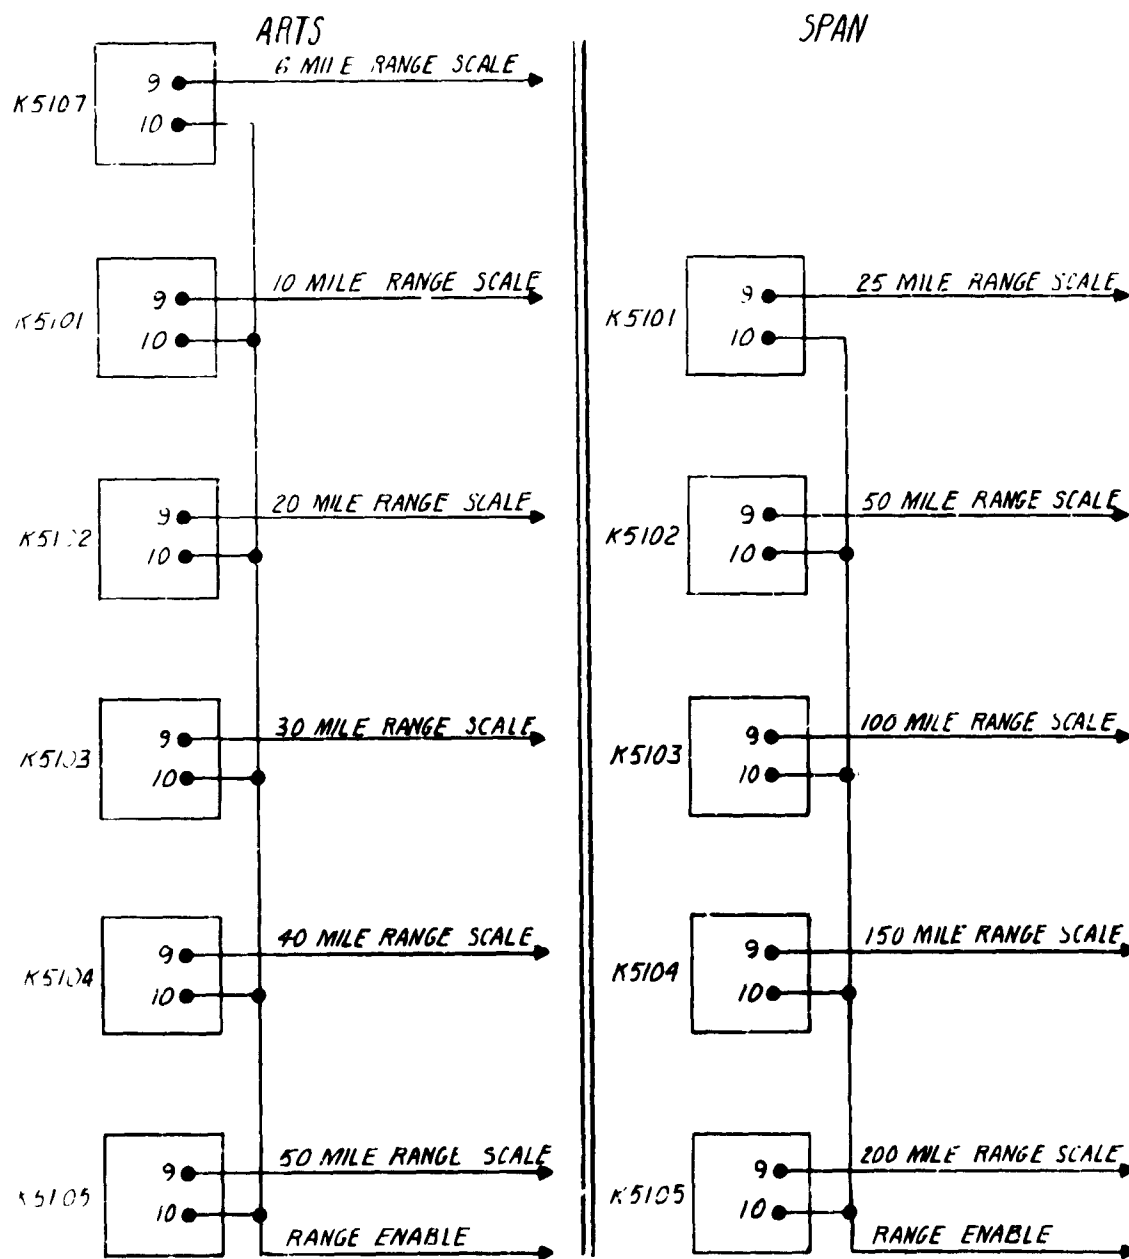 ARTS
K5107
9
6 MILE RANGE SCALE
10
K5101
9
10 MILE RANGE SCALE
10
K5102
9
20 MILE RANGE SCALE
10
K5103
9
30 MILE RANGE SCALE
10
K5104
9
40 MILE RANGE SCALE
10
K5105
9
50 MILE RANGE SCALE
10
RANGE ENABLE
SPAN
K5101
9
25 MILE RANGE SCALE
10
K5102
9
50 MILE RANGE SCALE
10
K5103
9
100 MILE RANGE SCALE
10
K5104
9
150 MILE RANGE SCALE
10
K5105
9
200 MILE RANGE SCALE
10
RANGE ENABLE